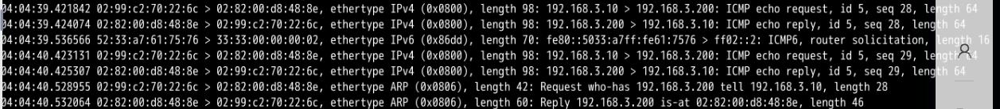 04:04:39.421842 02:99:c2:70:22:6c > 02:82:00:d8:48:8e, ethertype IPv4 (0x0800), length 98: 192.168.3.10 > 192.168.3.200: ICMP echo request, id 5, seq 28, length 64
04:04:39.424074 02:82:00:d8:48:8e > 02:99:c2:70:22:6c, ethertype IPv4 (0x0800), length 98: 192.168.3.200 > 192.168.3.10: ICMP echo reply, id 5, seq 28, length 64
04:04:39.536566 52:33:a7:61:75:76 > 33:33:00:00:00:02, ethertype IPv6 (0x86dd), length 70: fe80::5033:a7ff:fe61:7576 > ff02::2: ICMP6, router solicitation, length 16
04:04:40.423131 02:99:c2:70:22:6c > 02:82:00:d8:48:8e, ethertype IPv4 (0x0800), length 98: 192.168.3.10 > 192.168.3.200: ICMP echo request, id 5, seq 29, length 64
04:04:40.425307 02:82:00:d8:48:8e > 02:99:c2:70:22:6c, ethertype IPv4 (0x0800), length 98: 192.168.3.200 > 192.168.3.10: ICMP echo reply, id 5, seq 29, length 64
04:04:40.528955 02:99:c2:70:22:6c > 02:82:00:d8:48:8e, ethertype ARP (0x0806), length 42: Request who-has 192.168.3.200 tell 192.168.3.10, length 28
04:04:40.532064 02:82:00:d8:48:8e > 02:99:c2:70:22:6c, ethertype ARP (0x0806), length 60: Reply 192.168.3.200 is-at 02:82:00:d8:48:8e, length 46